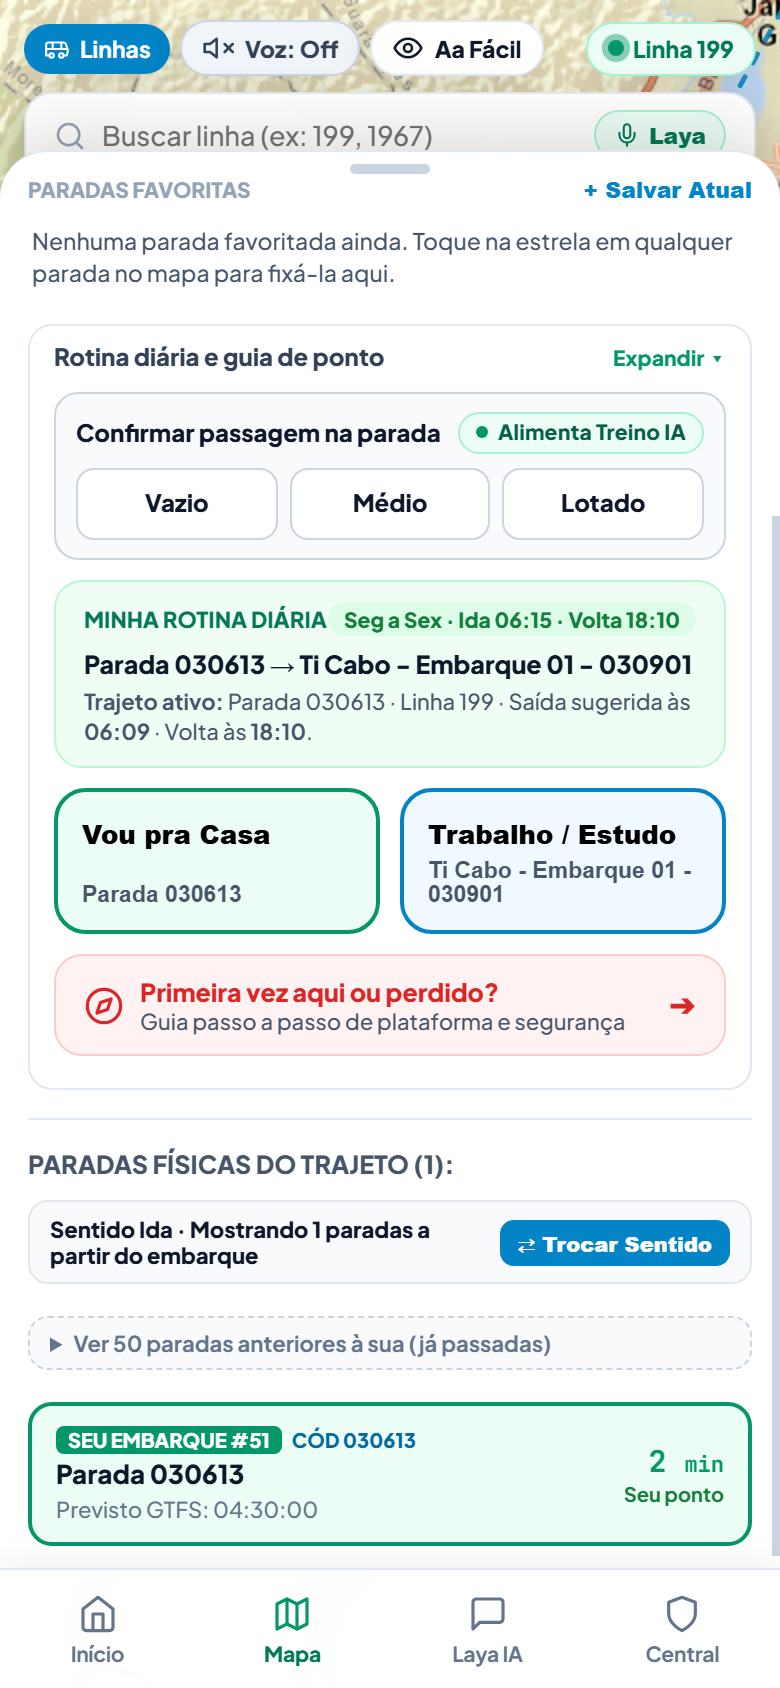 Linhas
Voz: Off
Aa Fácil
Linha 199
Buscar linha (ex: 199, 1967)
Laya
PARADAS FAVORITAS
+ Salvar Atual
Nenhuma parada favoritada ainda. Toque na estrela em qualquer
parada no mapa para fixá-la aqui.
Rotina diária e guia de ponto
Expandir ▾
Confirmar passagem na parada
Alimenta Treino IA
Vazio
Médio
Lotado
MINHA ROTINA DIÁRIA
Seg a Sex · Ida 06:15 · Volta 18:10
Parada 030613 → Ti Cabo – Embarque 01 – 030901
Trajeto ativo: Parada 030613 · Linha 199 · Saída sugerida às
06:09 · Volta às 18:10.
Vou pra Casa
Parada 030613
Trabalho / Estudo
Ti Cabo - Embarque 01 -
030901
Primeira vez aqui ou perdido?
Guia passo a passo de plataforma e segurança
➔
PARADAS FÍSICAS DO TRAJETO (1):
Sentido Ida · Mostrando 1 paradas a
partir do embarque
⇄ Trocar Sentido
▶ Ver 50 paradas anteriores à sua (já passadas)
SEU EMBARQUE #51
CÓD 030613
Parada 030613
Previsto GTFS: 04:30:00
2 min
Seu ponto
Início
Mapa
Laya IA
Central